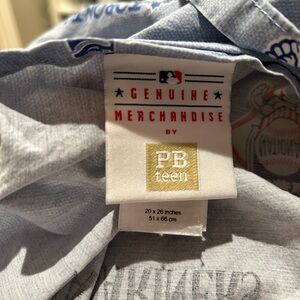 GENUINE
MERCHANDISE
BY
PB
teen
20 x 26 inches
51 x 66 cm